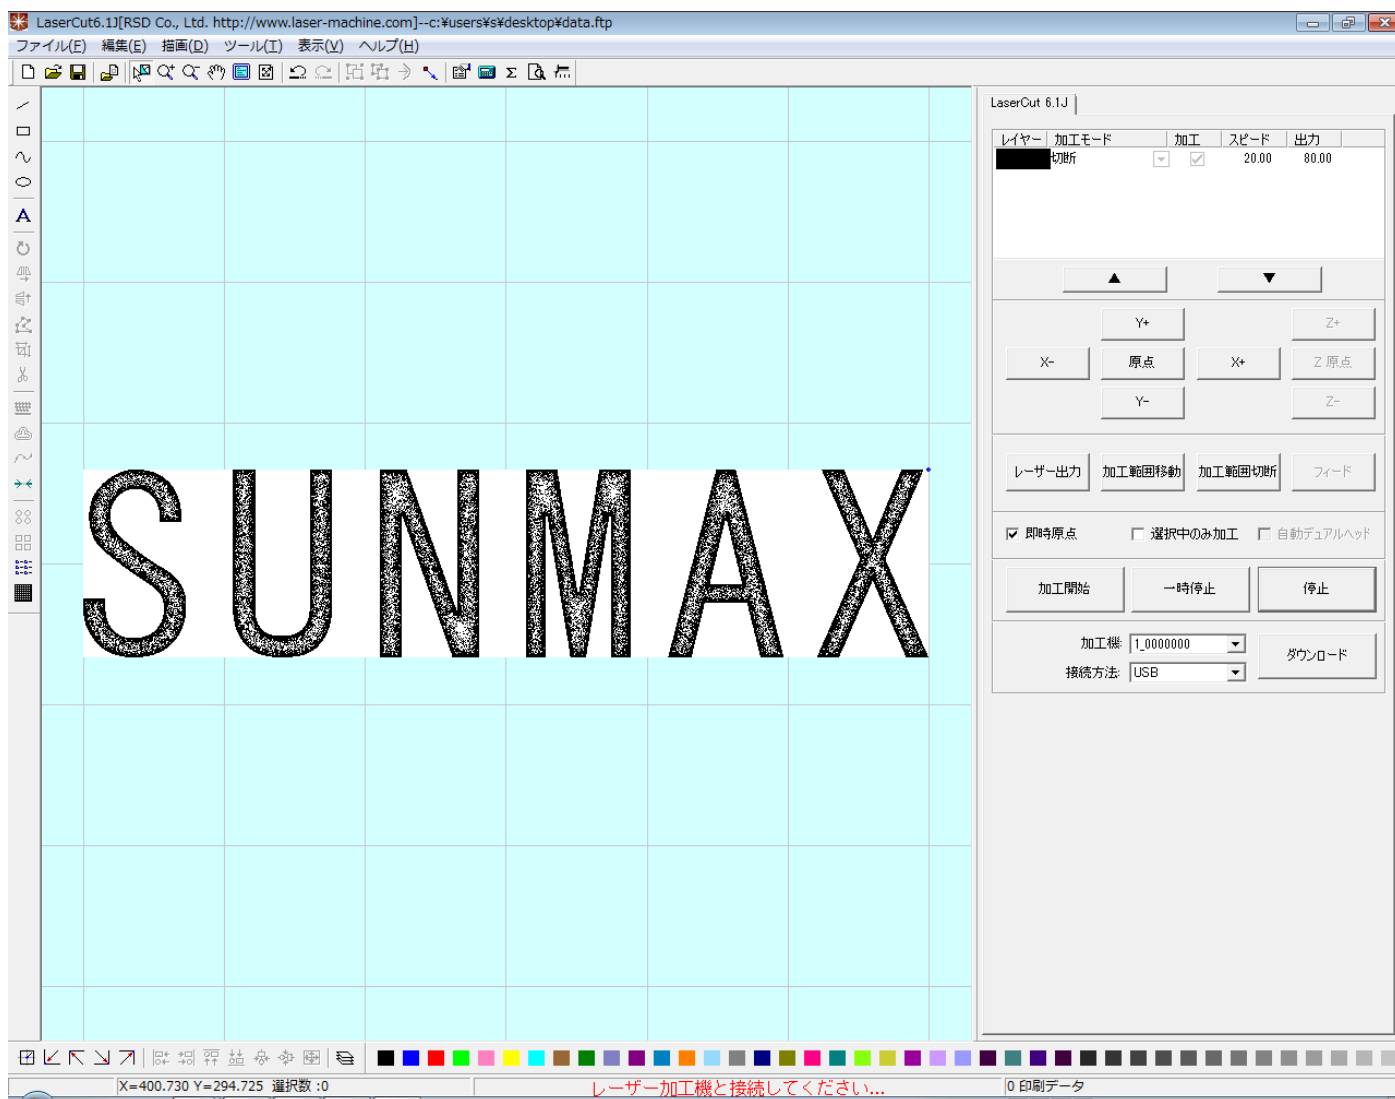 LaserCut6.1J[RSD Co., Ltd. http://www.laser-machine.com]--c:¥users¥s¥desktop¥data.ftp
ファイル(F) 編集(E) 描画(D) ツール(T) 表示(V) ヘルプ(H)
LaserCut 6.1J
レイヤー 加工モード 加工 スピード 出力
切断 20.00 80.00
▲ ▼
Y+ Z+
X- 原点 X+ Z 原点
Y- Z-
レーザー出力 加工範囲移動 加工範囲切断 フィード
SUNMAX
即時原点 選択中のみ加工 自動デュアルヘッド
加工開始 一時停止 停止
加工機: 1_0000000
接続方法: USB
ダウンロード
X=400.730 Y=294.725 選択数 :0
レーザー加工機と接続してください...
0 印刷データ